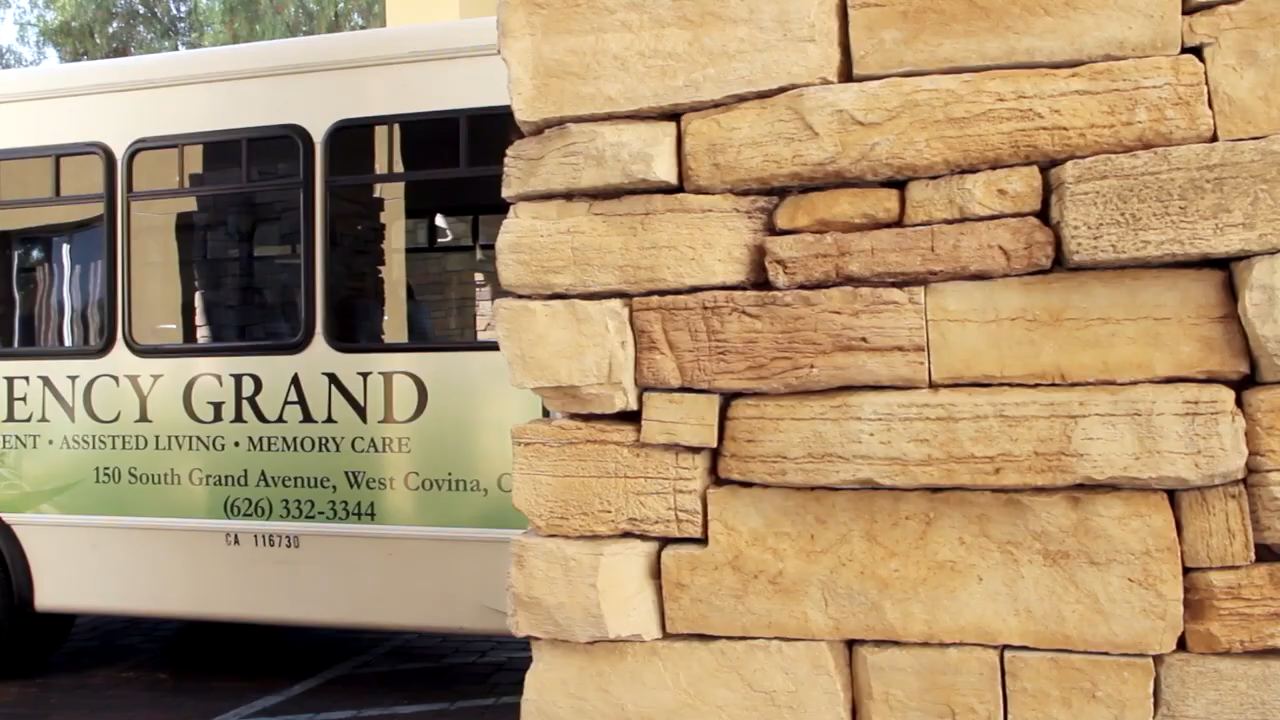 ENCY GRAND
ENT • ASSISTED LIVING • MEMORY CARE
150 South Grand Avenue, West Covina, C
(626) 332-3344
CA 116730